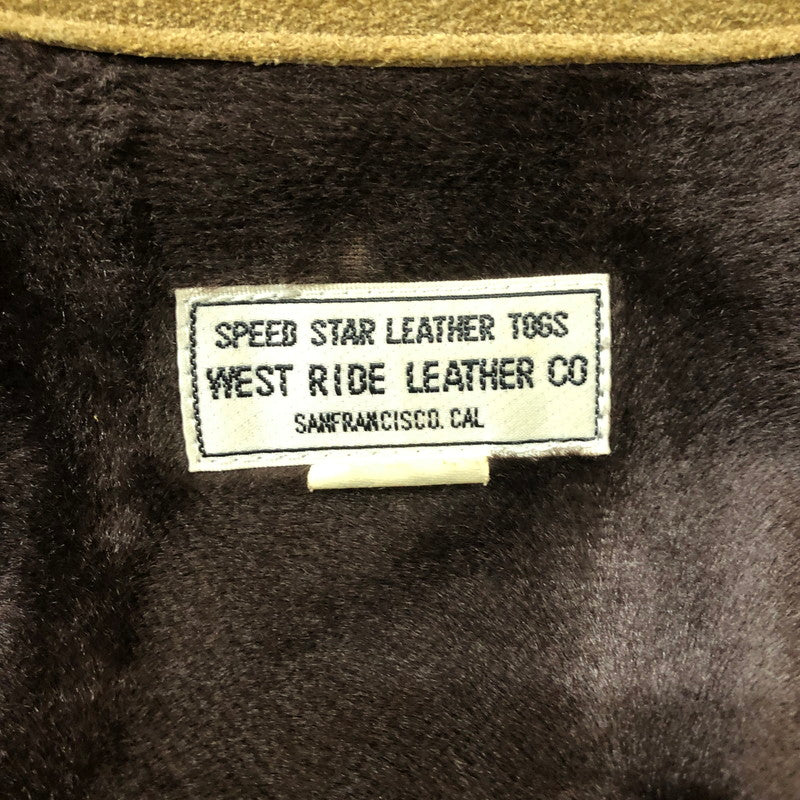 SPEED STAR LEATHER TOGS
WEST RIDE LEATHER CO
SANFRANCISCO. CAL